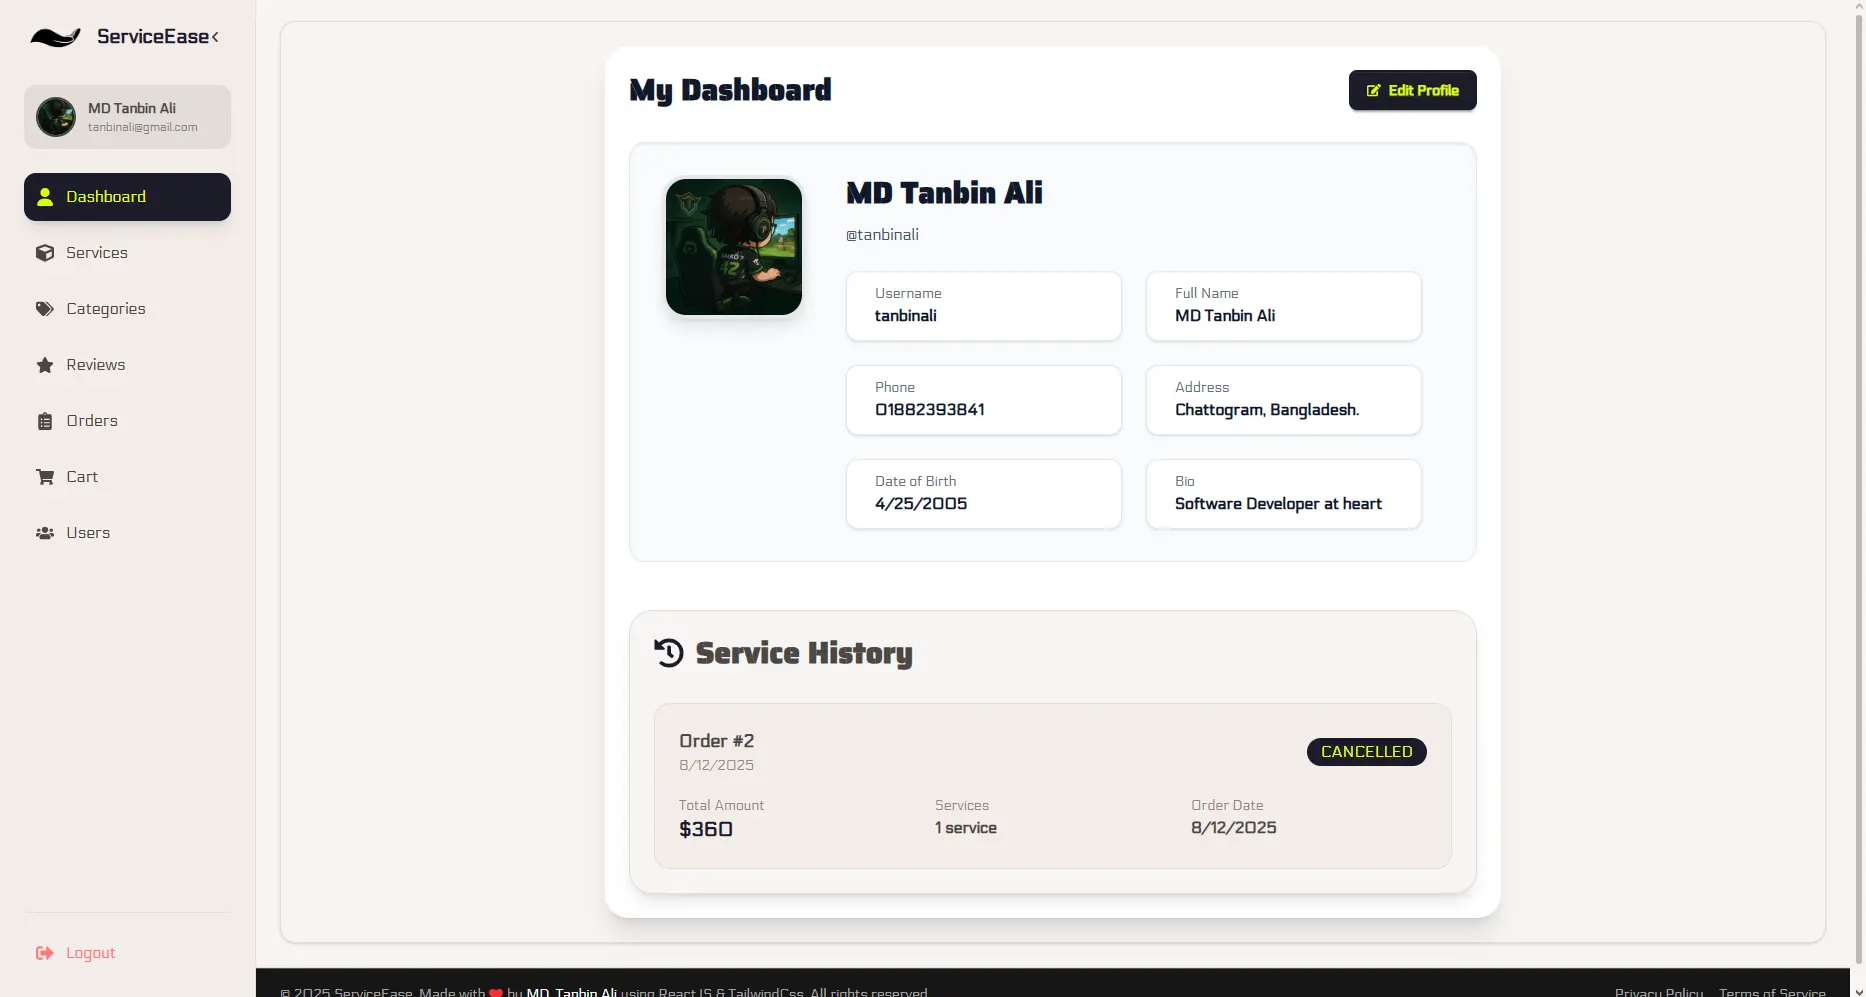 ServiceEase
MD Tanbin Ali
tanbinali@gmail.com
Dashboard
Services
Categories
Reviews
Orders
Cart
Users
Logout
My Dashboard
Edit Profile
MD Tanbin Ali
@tanbinali
Username
tanbinali
Full Name
MD Tanbin Ali
Phone
01882393841
Address
Chattogram, Bangladesh.
Date of Birth
4/25/2005
Bio
Software Developer at heart
Service History
Order #2
8/12/2025
CANCELLED
Total Amount
$360
Services
1 service
Order Date
8/12/2025
© 2025 ServiceEase. Made with ❤ by MD. Tanbin Ali using React JS & TailwindCss. All rights reserved.
Privacy Policy Terms of Service